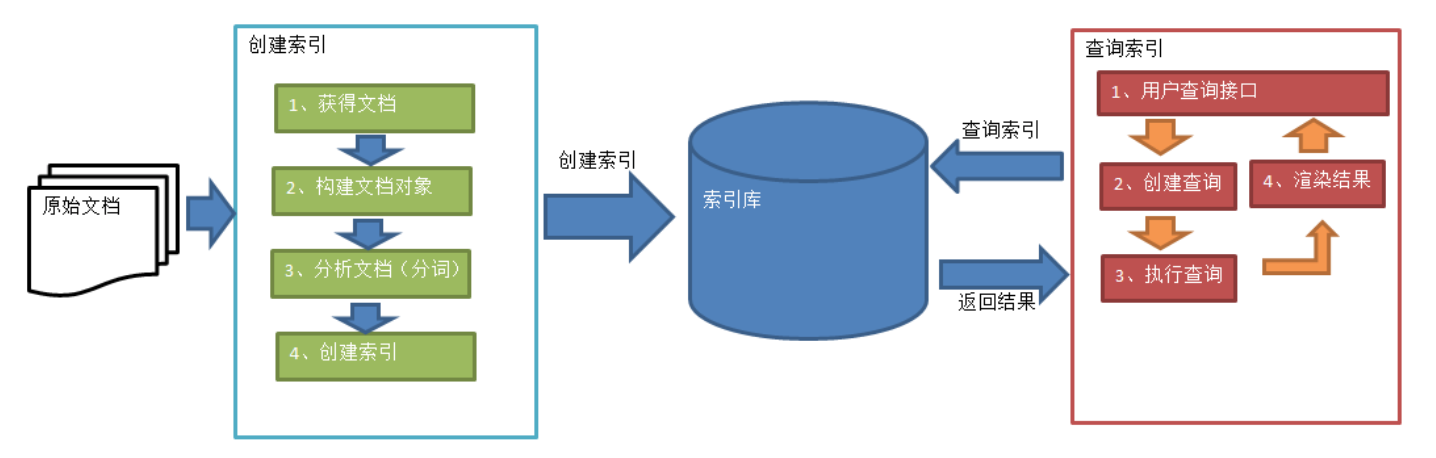 原始文档
创建索引
1、获得文档
2、构建文档对象
3、分析文档（分词）
4、创建索引
创建索引
索引库
查询索引
返回结果
查询索引
1、用户查询接口
2、创建查询
3、执行查询
4、渲染结果